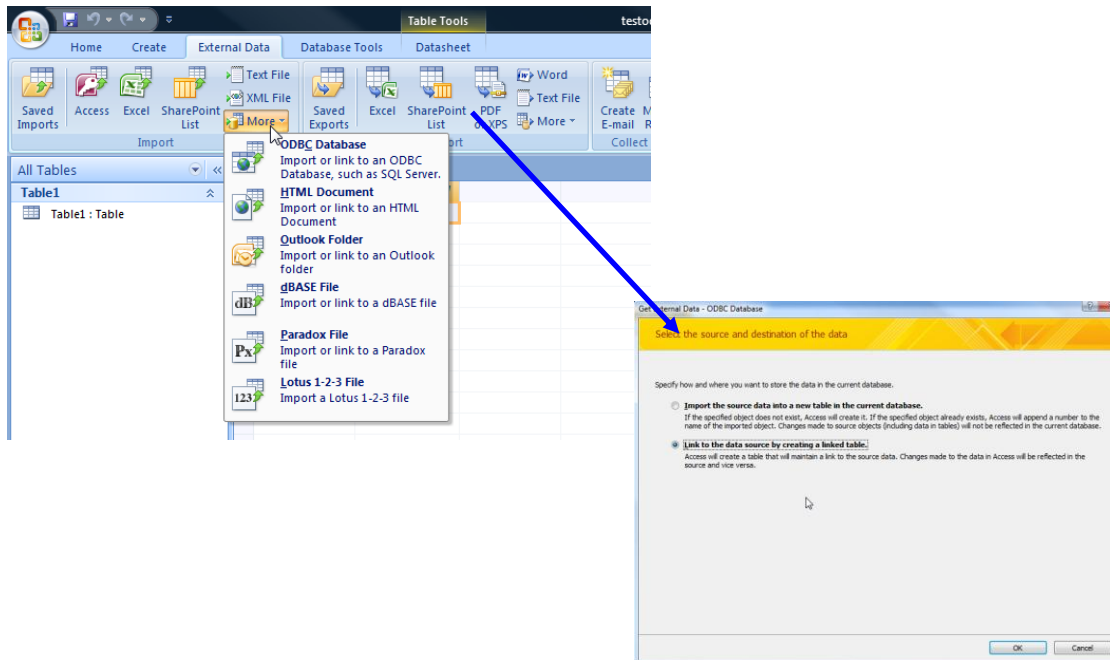 Table Tools
testo
Home Create External Data Database Tools Datasheet
Saved Imports
Access
Excel
SharePoint List
Text File
XML File
More
Saved Exports
Excel
SharePoint List
PDF or XPS
Word
Text File
More
Create E-mail
M R
Import
ort
Collect
All Tables
Table1
Table1 : Table
ODBC Database
Import or link to an ODBC
Database, such as SQL Server.
HTML Document
Import or link to an HTML
Document
Outlook Folder
Import or link to an Outlook
folder
dB
dBASE File
Import or link to a dBASE file
Px
Paradox File
Import or link to a Paradox
file
123
Lotus 1-2-3 File
Import a Lotus 1-2-3 file
Get External Data - ODBC Database
Select the source and destination of the data
Specify how and where you want to store the data in the current database.
Import the source data into a new table in the current database.
If the specified object does not exist, Access will create it. If the specified object already exists, Access will append a number to the
name of the imported object. Changes made to source objects (including data in tables) will not be reflected in the current database.
Link to the data source by creating a linked table.
Access will create a table that will maintain a link to the source data. Changes made to the data in Access will be reflected in the
source and vice versa.
OK Cancel